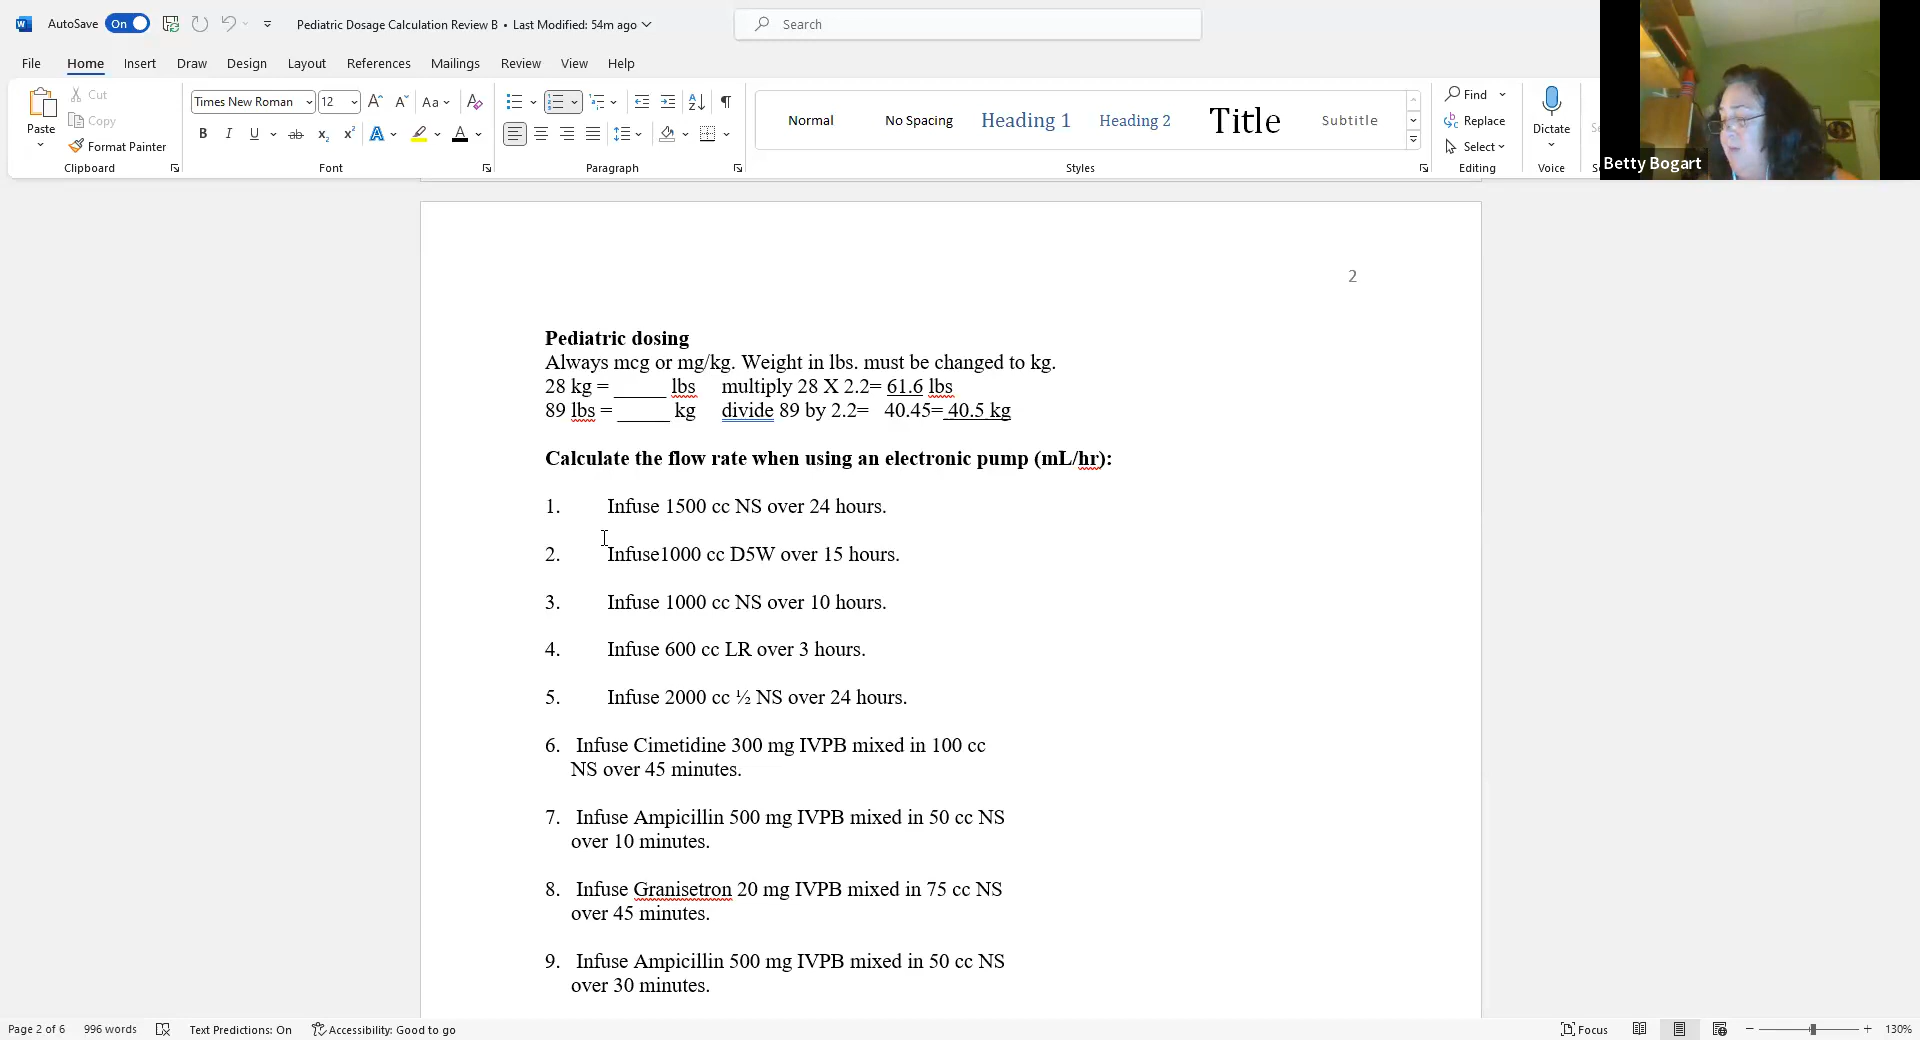 AutoSave On Pediatric Dosage Calculation Review B • Last Modified: 54m ago Search
File Home Insert Draw Design Layout References Mailings Review View Help
Paste Cut Copy Format Painter
Clipboard
Times New Roman 12 Aa
B I U ab x2 x2 A A
Font
Paragraph
Normal No Spacing Heading 1 Heading 2 Title Subtitle
Styles
Find
Replace
Select
Editing
Dictate
Voice
Betty Bogart
2
Pediatric dosing
Always mcg or mg/kg. Weight in lbs. must be changed to kg.
28 kg = _____ lbs multiply 28 X 2.2= 61.6 lbs
89 lbs = _____ kg divide 89 by 2.2= 40.45= 40.5 kg
Calculate the flow rate when using an electronic pump (mL/hr):
1. Infuse 1500 cc NS over 24 hours.
2. Infuse1000 cc D5W over 15 hours.
3. Infuse 1000 cc NS over 10 hours.
4. Infuse 600 cc LR over 3 hours.
5. Infuse 2000 cc ½ NS over 24 hours.
6. Infuse Cimetidine 300 mg IVPB mixed in 100 cc
NS over 45 minutes.
7. Infuse Ampicillin 500 mg IVPB mixed in 50 cc NS
over 10 minutes.
8. Infuse Granisetron 20 mg IVPB mixed in 75 cc NS
over 45 minutes.
9. Infuse Ampicillin 500 mg IVPB mixed in 50 cc NS
over 30 minutes.
Page 2 of 6 996 words Text Predictions: On Accessibility: Good to go Focus 130%